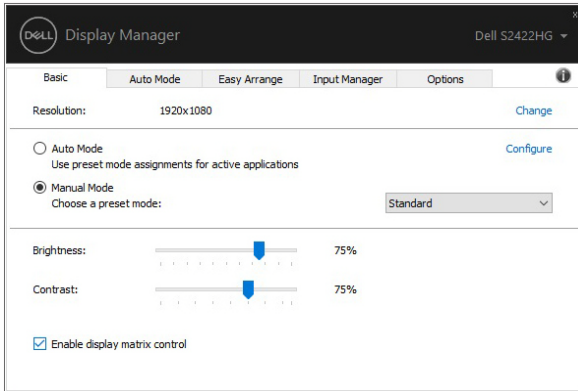 DELL Display Manager
Dell S2422HG
x
Basic Auto Mode Easy Arrange Input Manager Options
Resolution: 1920x1080 Change
Auto Mode Configure
Use preset mode assignments for active applications
Manual Mode
Choose a preset mode: Standard
Brightness: 75%
Contrast: 75%
Enable display matrix control